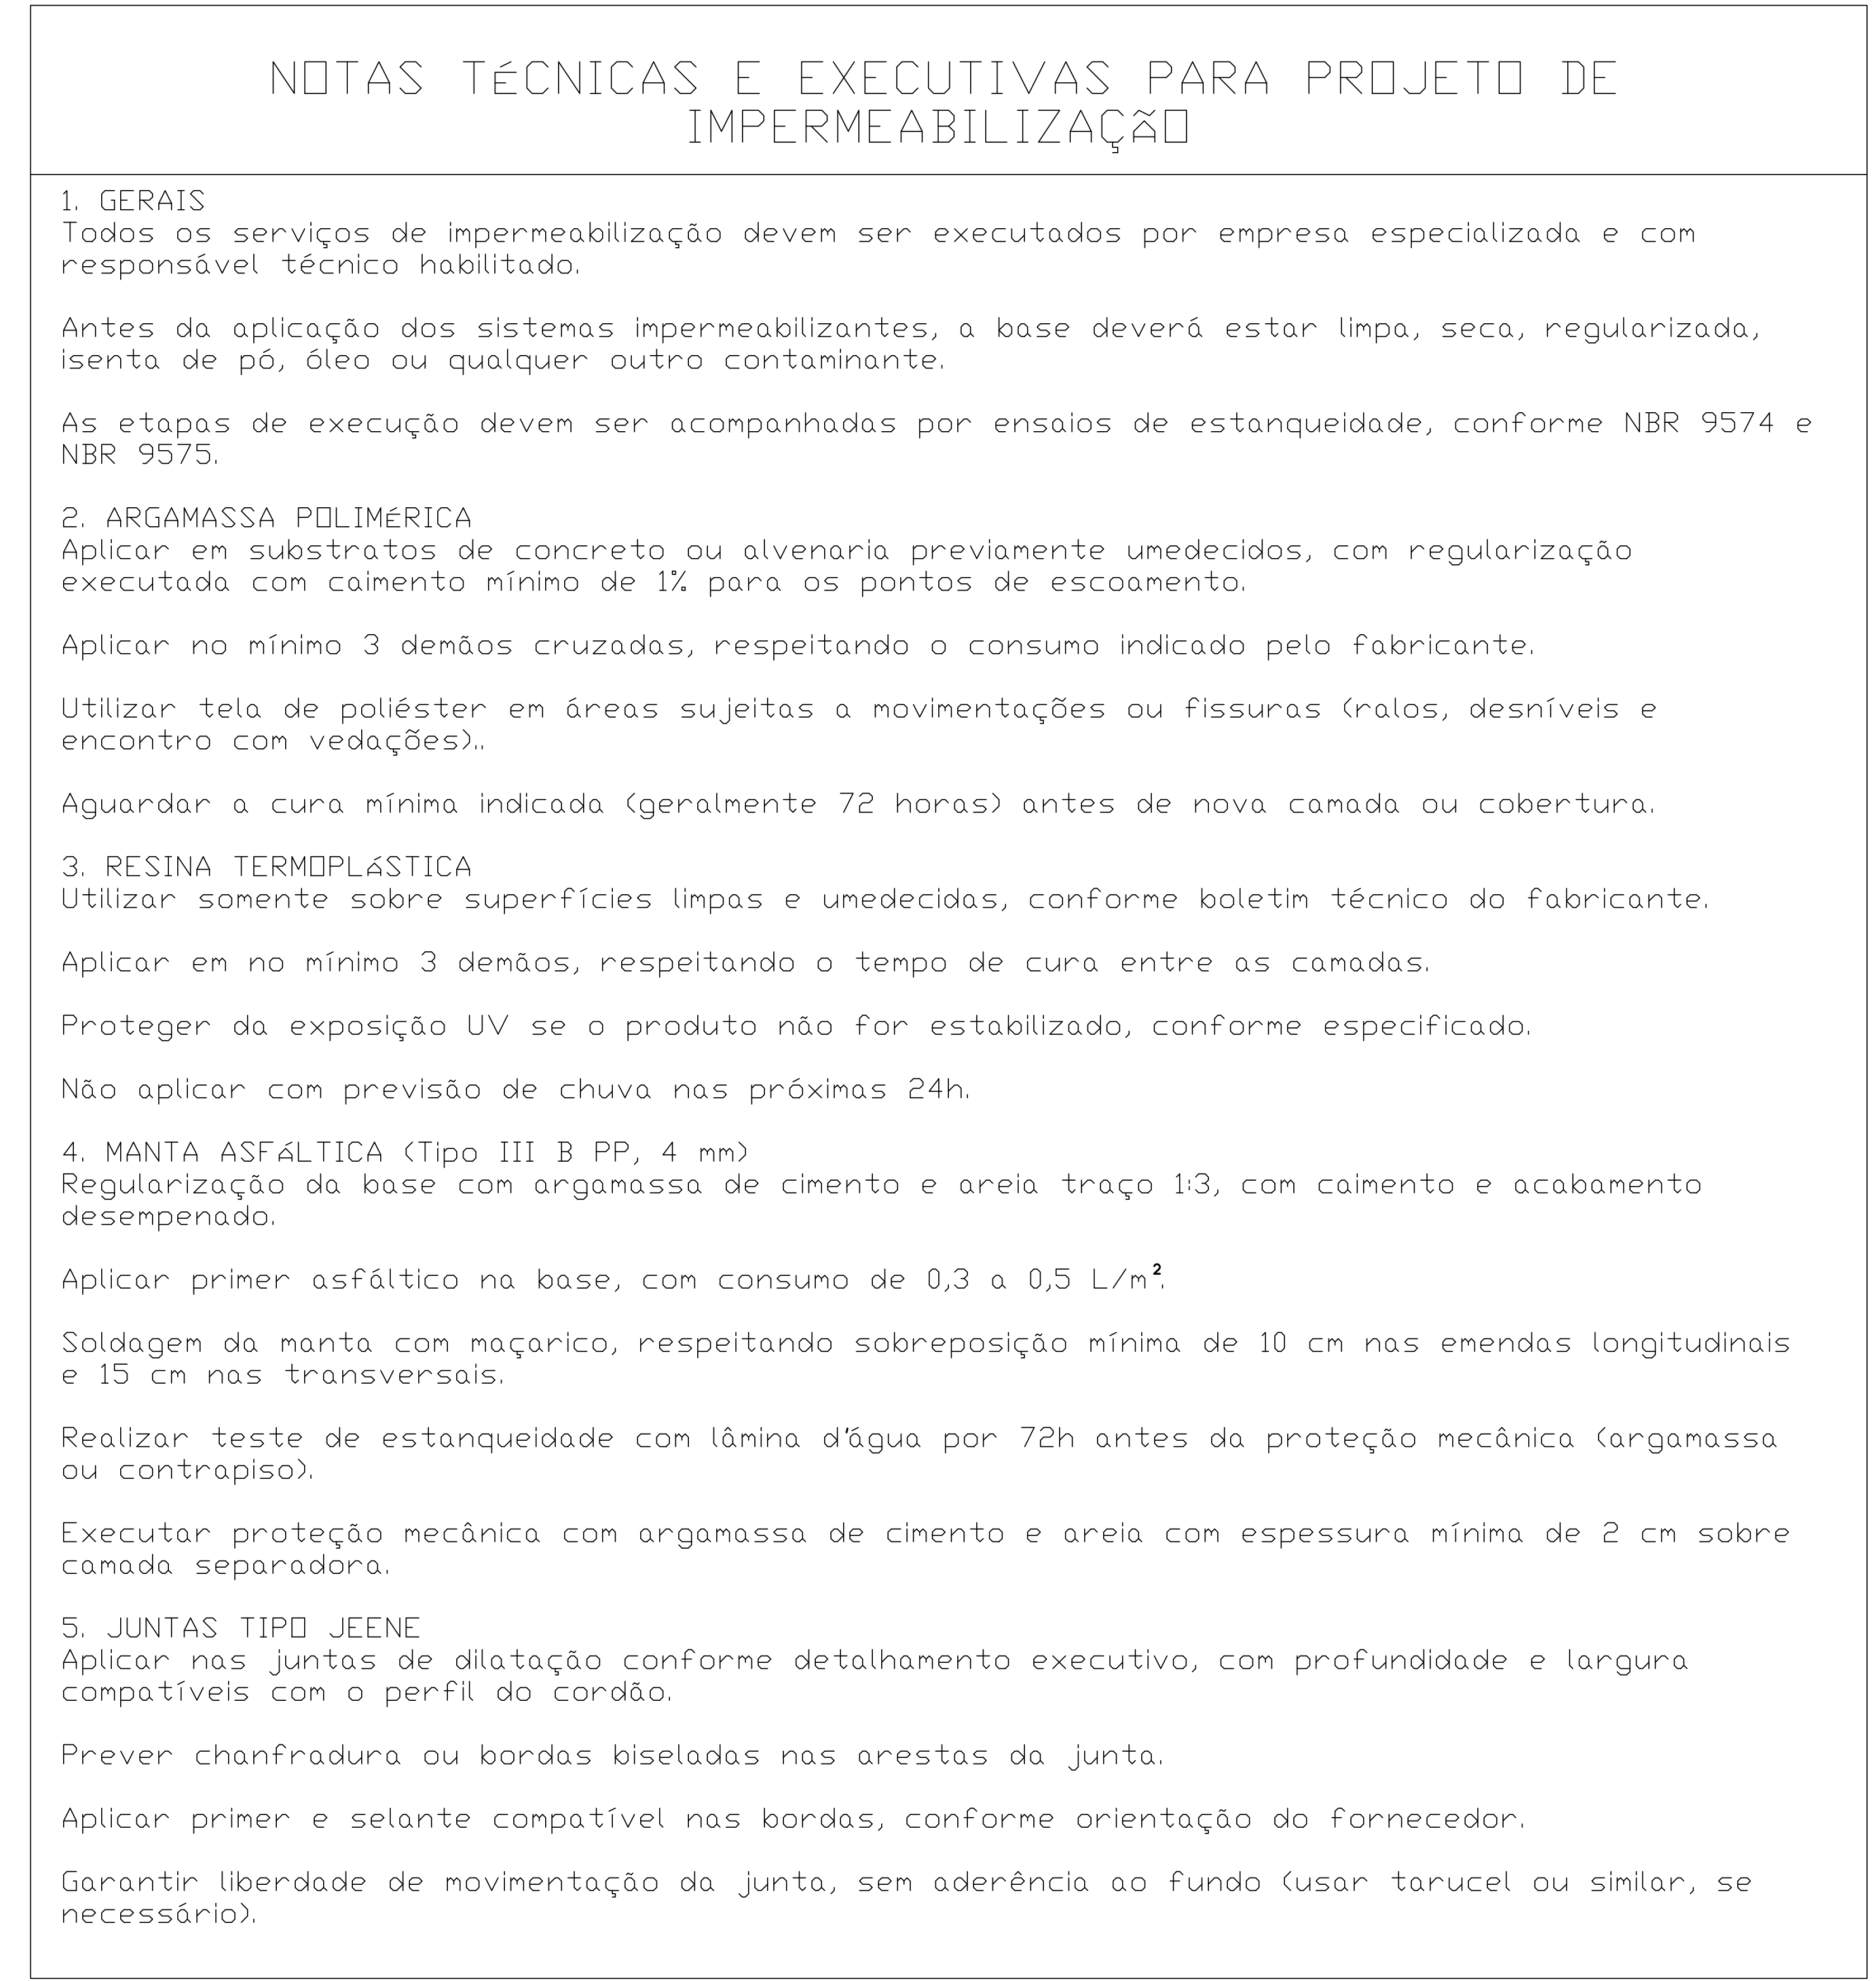 NOTAS TÉCNICAS E EXECUTIVAS PARA PROJETO DE
IMPERMEABILIZAÇÃO
1. GERAIS
Todos os serviços de impermeabilização devem ser executados por empresa especializada e com
responsável técnico habilitado.
Antes da aplicação dos sistemas impermeabilizantes, a base deverá estar limpa, seca, regularizada,
isenta de pó, óleo ou qualquer outro contaminante.
As etapas de execução devem ser acompanhadas por ensaios de estanqueidade, conforme NBR 9574 e
NBR 9575.
2. ARGAMASSA POLIMÉRICA
Aplicar em substratos de concreto ou alvenaria previamente umedecidos, com regularização
executada com caimento mínimo de 1% para os pontos de escoamento.
Aplicar no mínimo 3 demãos cruzadas, respeitando o consumo indicado pelo fabricante.
Utilizar tela de poliéster em áreas sujeitas a movimentações ou fissuras (ralos, desníveis e
encontro com vedações)..
Aguardar a cura mínima indicada (geralmente 72 horas) antes de nova camada ou cobertura.
3. RESINA TERMOPLÁSTICA
Utilizar somente sobre superfícies limpas e umedecidas, conforme boletim técnico do fabricante.
Aplicar em no mínimo 3 demãos, respeitando o tempo de cura entre as camadas.
Proteger da exposição UV se o produto não for estabilizado, conforme especificado.
Não aplicar com previsão de chuva nas próximas 24h.
4. MANTA ASFÁLTICA (Tipo III B PP, 4 mm)
Regularização da base com argamassa de cimento e areia traço 1:3, com caimento e acabamento
desempenado.
Aplicar primer asfáltico na base, com consumo de 0,3 a 0,5 L/m².
Soldagem da manta com maçarico, respeitando sobreposição mínima de 10 cm nas emendas longitudinais
e 15 cm nas transversais.
Realizar teste de estanqueidade com lâmina d'água por 72h antes da proteção mecânica (argamassa
ou contrapiso).
Executar proteção mecânica com argamassa de cimento e areia com espessura mínima de 2 cm sobre
camada separadora.
5. JUNTAS TIPO JEENE
Aplicar nas juntas de dilatação conforme detalhamento executivo, com profundidade e largura
compatíveis com o perfil do cordão.
Prever chanfradura ou bordas biseladas nas arestas da junta.
Aplicar primer e selante compatível nas bordas, conforme orientação do fornecedor.
Garantir liberdade de movimentação da junta, sem aderência ao fundo (usar tarucel ou similar, se
necessário).